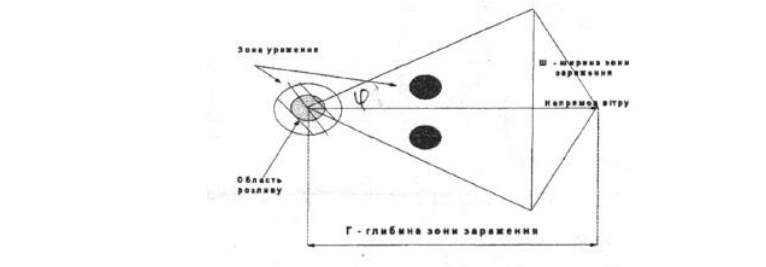 Зона ураження
Ш - ширина зони
зараження
φ
Напрямок вітру
Область
розливу
Г - глибина зони зараження